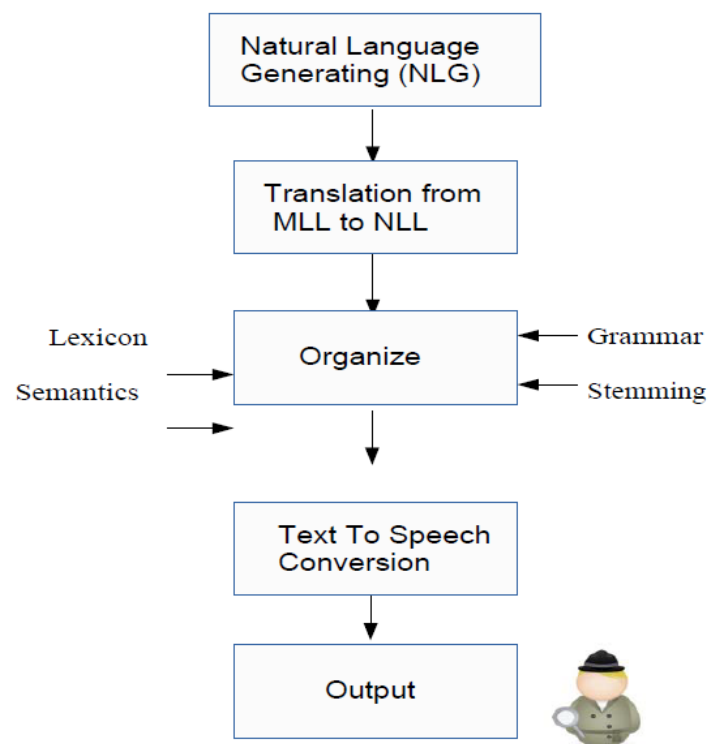 Natural Language
Generating (NLG)
Translation from
MLL to NLL
Lexicon
Organize
Grammar
Semantics
Stemming
Text To Speech
Conversion
Output